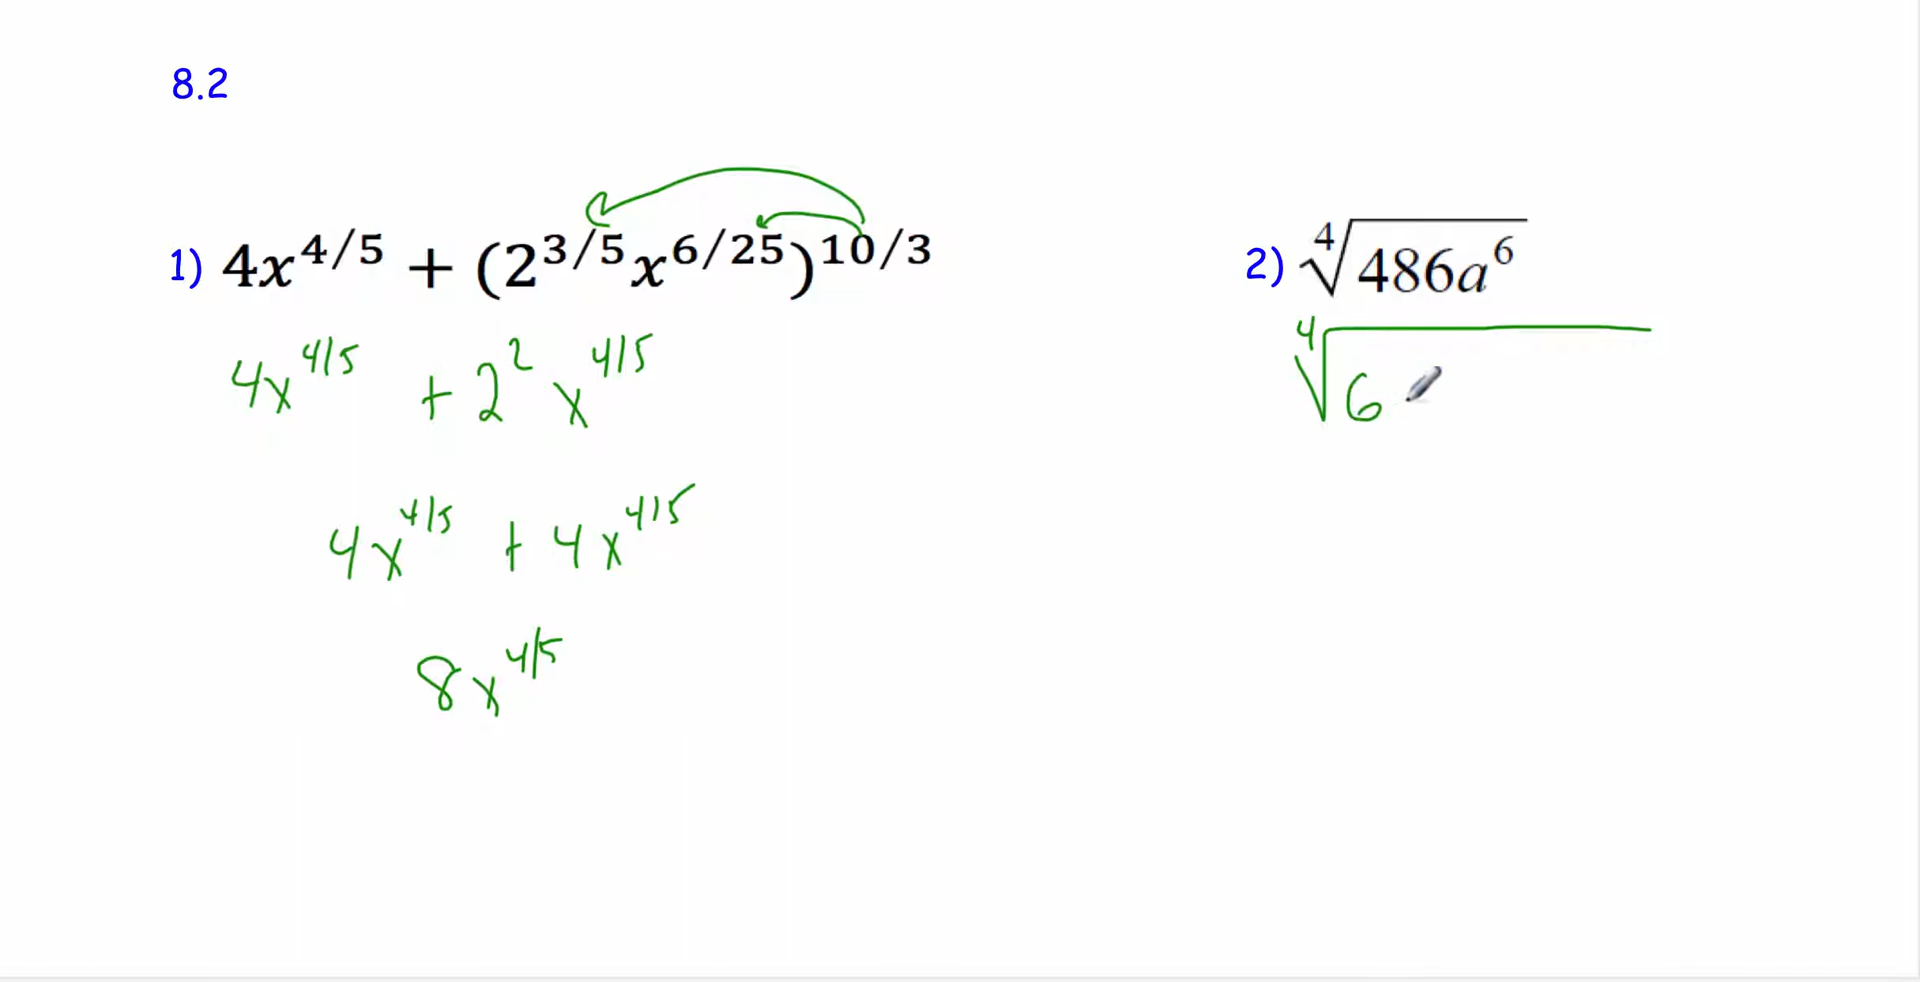 8.2
1) 4x^{4/5} + (2^{3/5}x^{6/25})^{10/3}
4x^{4/5} + 2^2 x^{4/5}
4x^{4/5} + 4x^{4/5}
8x^{4/5}
2) ∜(486a^6)
∜(6